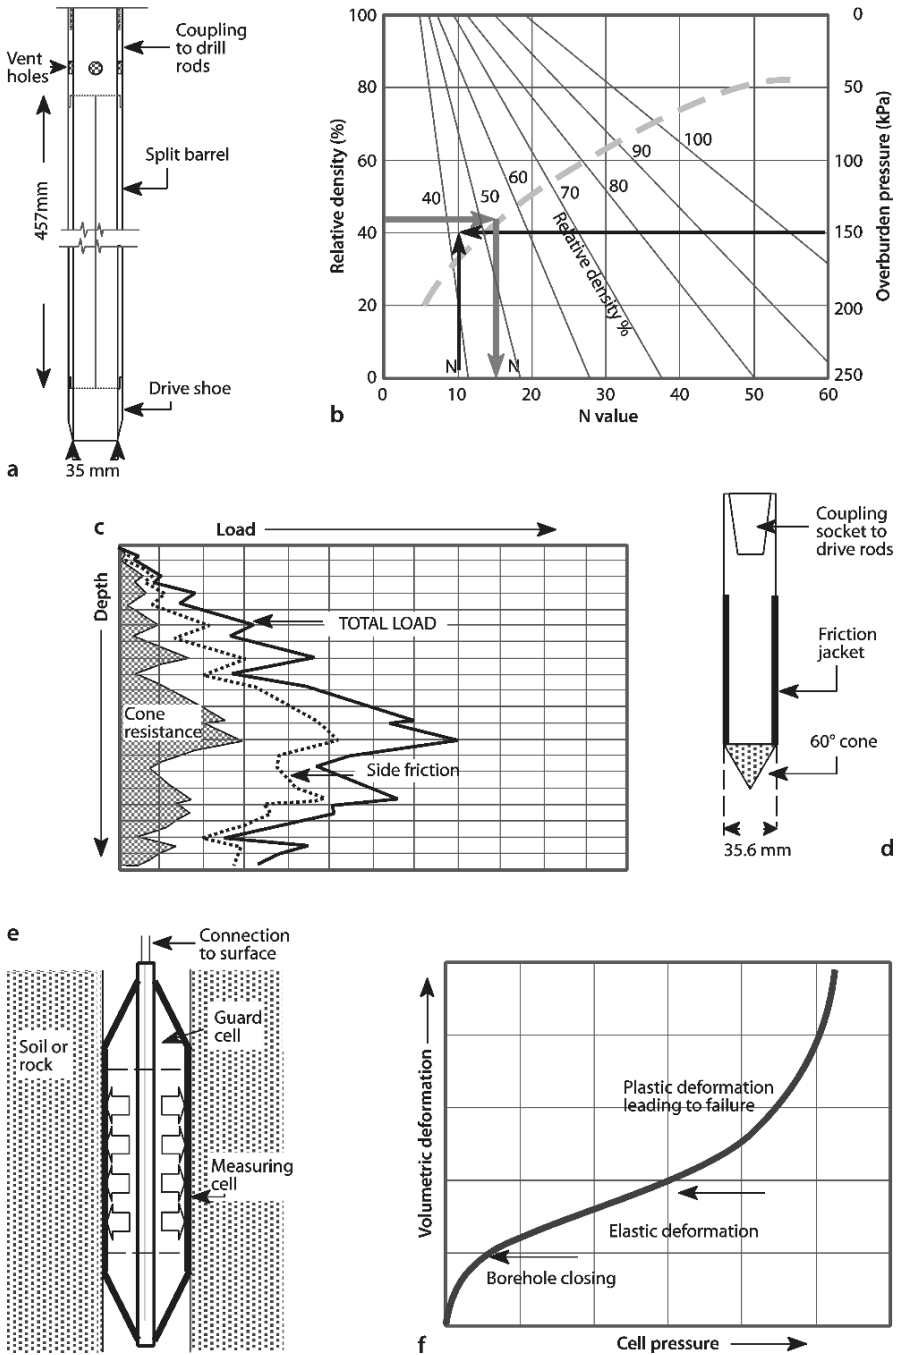 Coupling
to drill
rods
Vent
holes
457mm
Split barrel
Drive shoe
35 mm
a
100
80
60
40
20
0
Relative density (%)
0
50
100
150
200
250
Overburden pressure (kPa)
40
50
60
70
80
90
100
Relative density %
N
N
0
10
20
30
40
50
60
N value
b
c
Load
Depth
TOTAL LOAD
Cone
resistance
Side friction
Coupling
socket to
drive rods
Friction
jacket
60° cone
35.6 mm
d
e
Connection
to surface
Guard
cell
Soil or
rock
Measuring
cell
Volumetric deformation
Plastic deformation
leading to failure
Elastic deformation
Borehole closing
Cell pressure
f